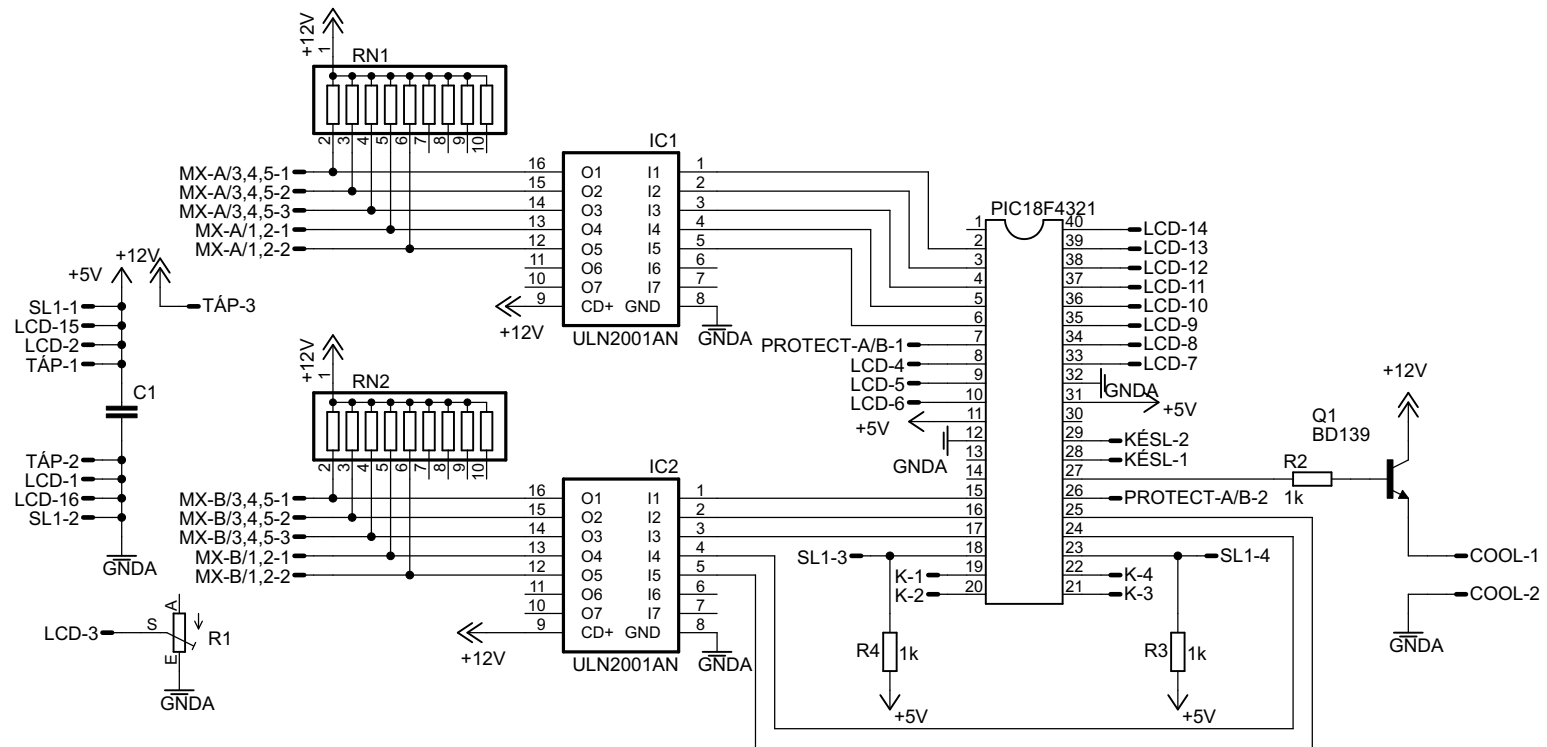 +12V
1
RN1
2 3 4 5 6 7 8 9 10
MX-A/3,4,5-1
MX-A/3,4,5-2
MX-A/3,4,5-3
MX-A/1,2-1
MX-A/1,2-2
IC1
16 O1 I1 1
15 O2 I2 2
14 O3 I3 3
13 O4 I4 4
12 O5 I5 5
11 O6 I6 6
10 O7 I7 7
9 CD+ GND 8
+12V
ULN2001AN
GNDA
+12V
+5V
SL1-1
TÁP-3
LCD-15
LCD-2
TÁP-1
C1
TÁP-2
LCD-1
LCD-16
SL1-2
GNDA
LCD-3
A
S
E
R1
GNDA
+12V
1
RN2
2 3 4 5 6 7 8 9 10
MX-B/3,4,5-1
MX-B/3,4,5-2
MX-B/3,4,5-3
MX-B/1,2-1
MX-B/1,2-2
IC2
16 O1 I1 1
15 O2 I2 2
14 O3 I3 3
13 O4 I4 4
12 O5 I5 5
11 O6 I6 6
10 O7 I7 7
9 CD+ GND 8
+12V
ULN2001AN
GNDA
PIC18F4321
1 40 LCD-14
2 39 LCD-13
3 38 LCD-12
4 37 LCD-11
5 36 LCD-10
6 35 LCD-9
PROTECT-A/B-1 7 34 LCD-8
LCD-4 8 33 LCD-7
LCD-5 9 32 GNDA
LCD-6 10 31 +5V
+5V 11 30
GNDA 12 29 KÉSL-2
13 28 KÉSL-1
14 27
15 26 PROTECT-A/B-2
16 25
17 24
SL1-3 18 23 SL1-4
K-1 19 22 K-4
K-2 20 21 K-3
R4 1k
+5V
R3 1k
+5V
R2
1k
+12V
Q1
BD139
COOL-1
COOL-2
GNDA